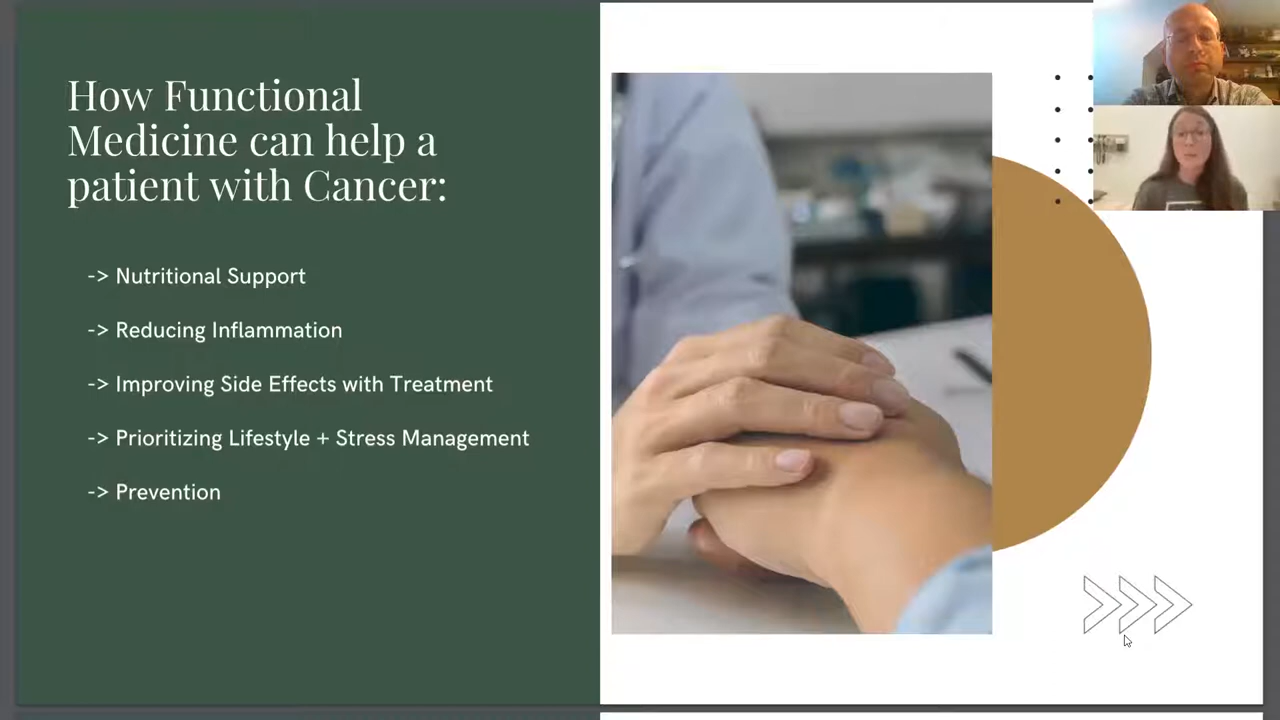 How Functional
Medicine can help a
patient with Cancer:
-> Nutritional Support
-> Reducing Inflammation
-> Improving Side Effects with Treatment
-> Prioritizing Lifestyle + Stress Management
-> Prevention